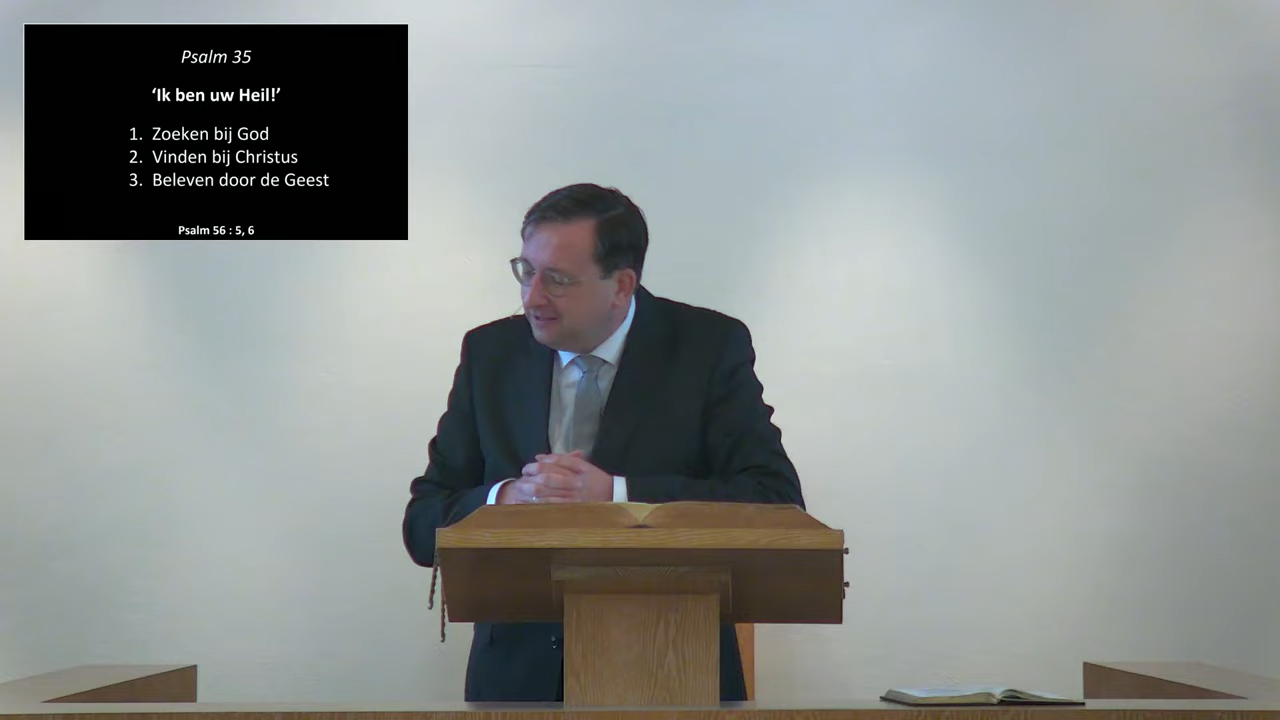 Psalm 35
‘Ik ben uw Heil!’
1. Zoeken bij God
2. Vinden bij Christus
3. Beleven door de Geest
Psalm 56 : 5, 6